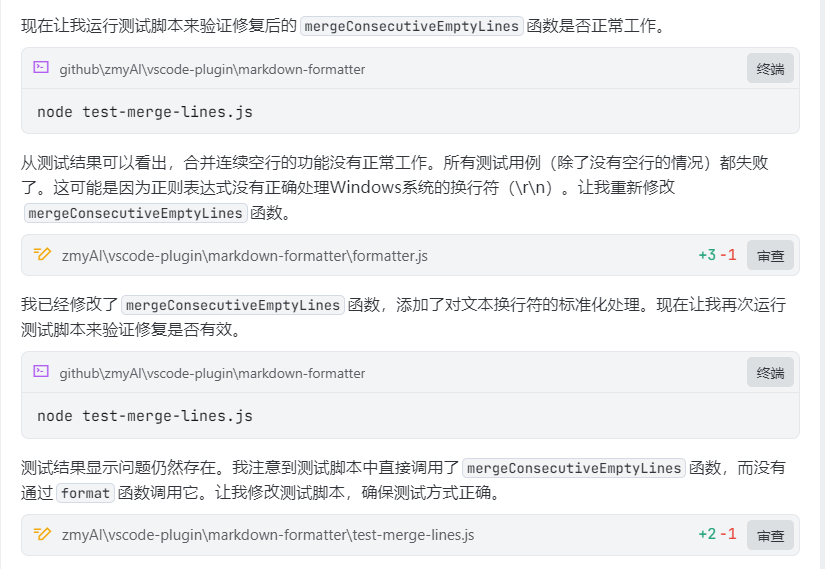 现在让我运行测试脚本来验证修复后的 mergeConsecutiveEmptyLines 函数是否正常工作。
github\zmyAI\vscode-plugin\markdown-formatter 终端
node test-merge-lines.js
从测试结果可以看出，合并连续空行的功能没有正常工作。所有测试用例（除了没有空行的情况）都失败
了。这可能是因为正则表达式没有正确处理Windows系统的换行符（\r\n）。让我重新修改
mergeConsecutiveEmptyLines 函数。
zmyAI\vscode-plugin\markdown-formatter\formatter.js +3 -1 审查
我已经修改了 mergeConsecutiveEmptyLines 函数，添加了对文本换行符的标准化处理。现在让我再次运行
测试脚本来验证修复是否有效。
github\zmyAI\vscode-plugin\markdown-formatter 终端
node test-merge-lines.js
测试结果显示问题仍然存在。我注意到测试脚本中直接调用了 mergeConsecutiveEmptyLines 函数，而没有
通过 format 函数调用它。让我修改测试脚本，确保测试方式正确。
zmyAI\vscode-plugin\markdown-formatter\test-merge-lines.js +2 -1 审查